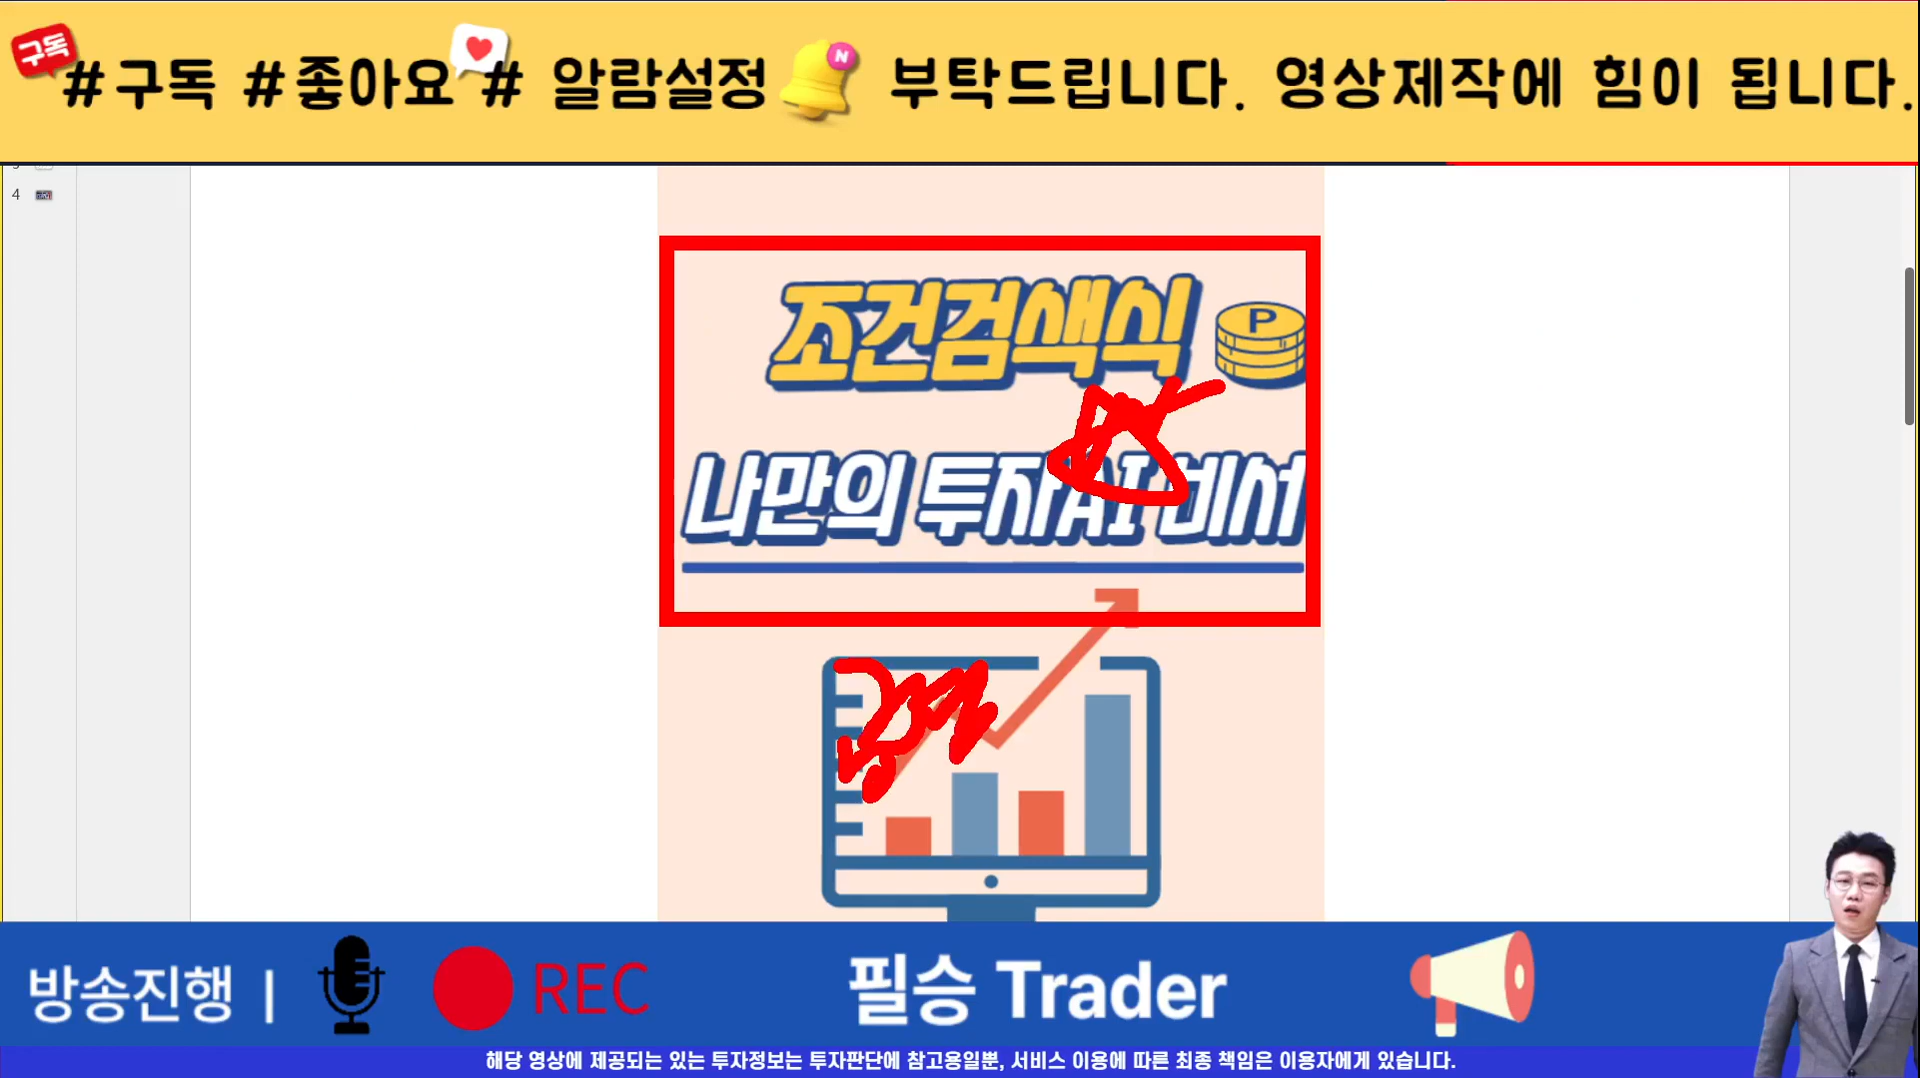 구독
#구독 #좋아요 # 알람설정 N 부탁드립니다. 영상제작에 힘이 됩니다.
4
조건검색식 P
나만의 투자AI 비서
방송진행 | REC 필승 Trader
해당 영상에 제공되는 있는 투자정보는 투자판단에 참고용일뿐, 서비스 이용에 따른 최종 책임은 이용자에게 있습니다.